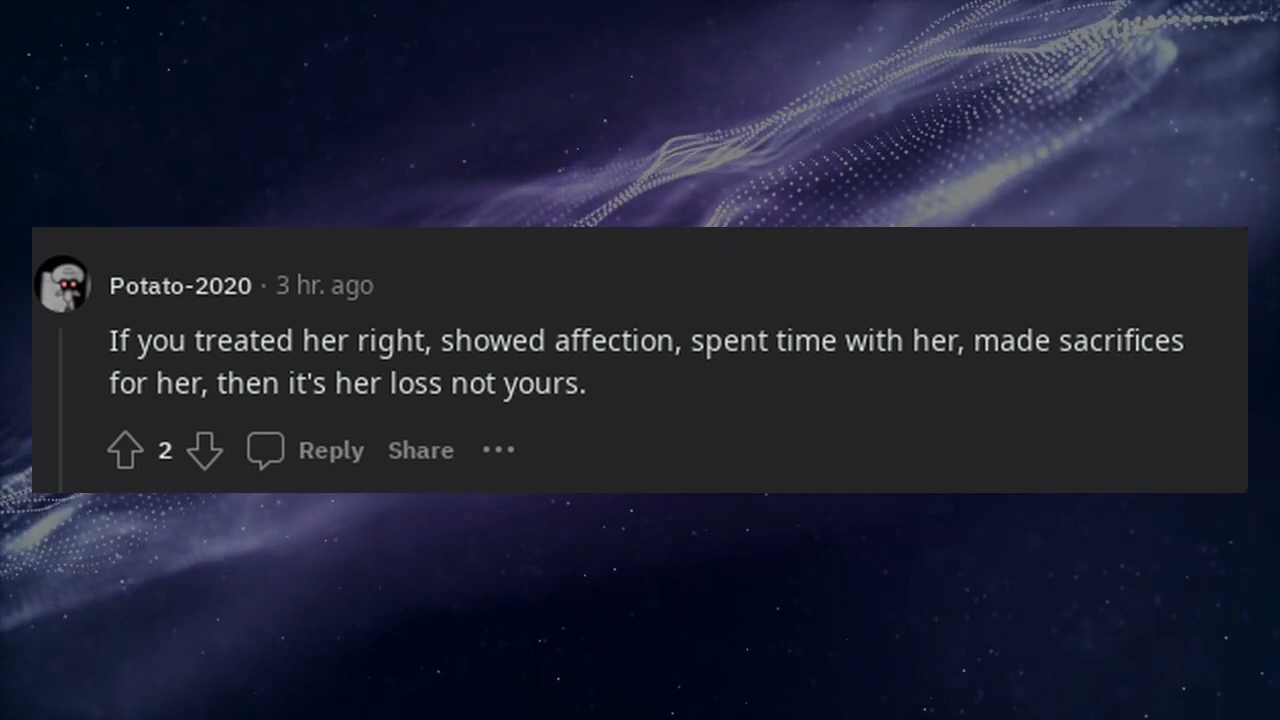 Potato-2020 · 3 hr. ago
If you treated her right, showed affection, spent time with her, made sacrifices
for her, then it's her loss not yours.
2 Reply Share •••